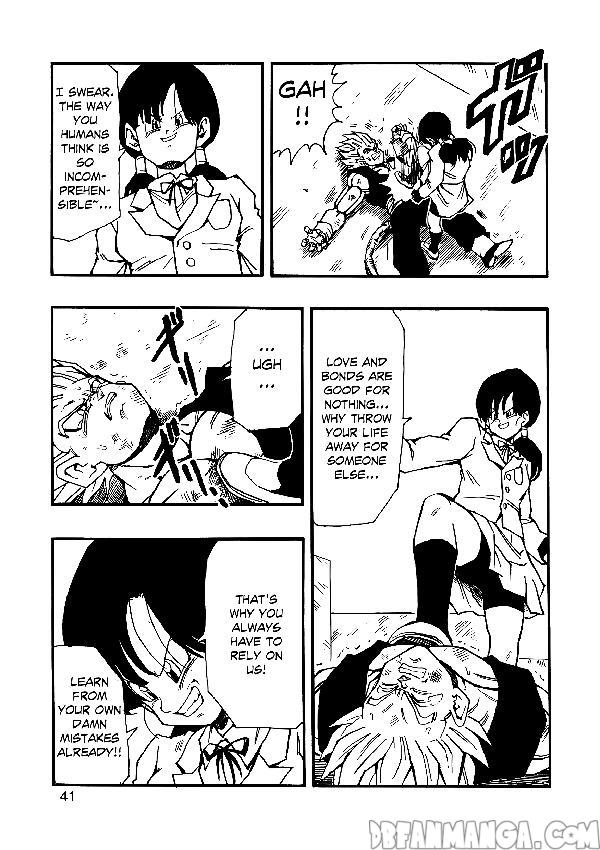 GAH
!!
I SWEAR.
THE WAY
YOU
HUMANS
THINK IS
SO
INCOM-
PREHEN-
SIBLE~...
LOVE AND
BONDS ARE
GOOD FOR
NOTHING...
WHY THROW
YOUR LIFE
AWAY FOR
SOMEONE
ELSE...
...
UGH
...
THAT'S
WHY YOU
ALWAYS
HAVE TO
RELY ON
US!
LEARN
FROM
YOUR OWN
DAMN
MISTAKES
ALREADY!!
41
DBFANMANGA.COM